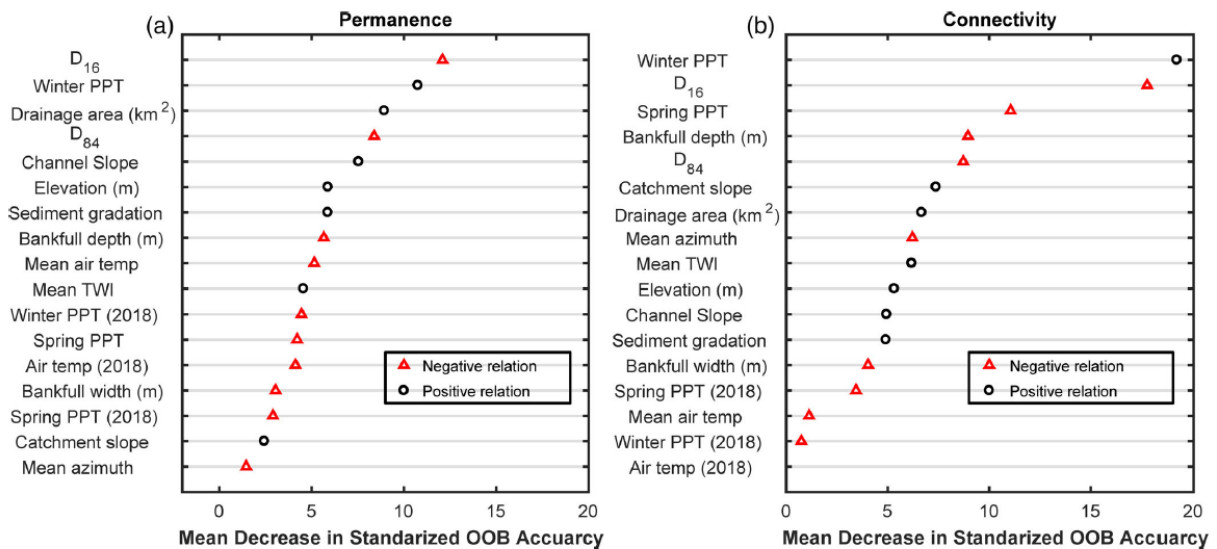 (a) Permanence
D16
Winter PPT
Drainage area (km2)
D84
Channel Slope
Elevation (m)
Sediment gradation
Bankfull depth (m)
Mean air temp
Mean TWI
Winter PPT (2018)
Spring PPT
Air temp (2018)
Bankfull width (m)
Spring PPT (2018)
Catchment slope
Mean azimuth
Negative relation
Positive relation
0 5 10 15 20
Mean Decrease in Standarized OOB Accuarcy
(b) Connectivity
Winter PPT
D16
Spring PPT
Bankfull depth (m)
D84
Catchment slope
Drainage area (km2)
Mean azimuth
Mean TWI
Elevation (m)
Channel Slope
Sediment gradation
Bankfull width (m)
Spring PPT (2018)
Mean air temp
Winter PPT (2018)
Air temp (2018)
Negative relation
Positive relation
0 5 10 15 20
Mean Decrease in Standarized OOB Accuarcy